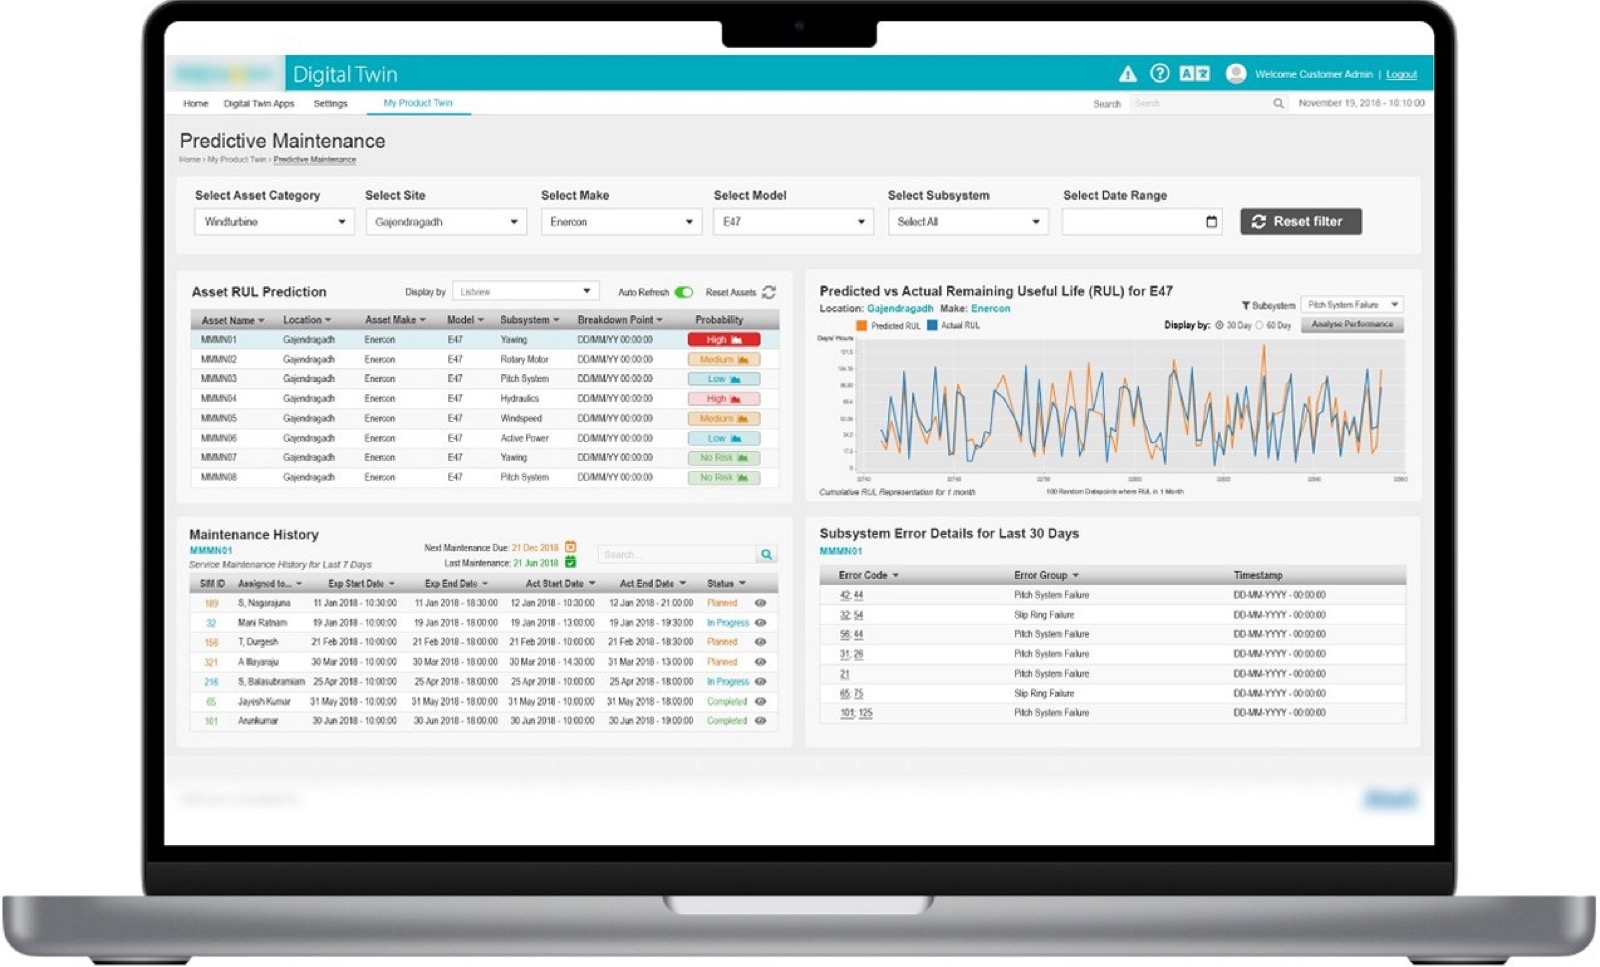 Digital Twin
Welcome Customer Admin | Logout
Home Digital Twin Apps Settings My Product Twin
Search Search November 19, 2018 - 10:10:00
Predictive Maintenance
Home > My Product Twin > Predictive Maintenance
Select Asset Category Select Site Select Make Select Model Select Subsystem Select Date Range
Windturbine Gajendragadh Enercon E47 Select All Reset filter
Asset RUL Prediction Display by Listview Auto Refresh Reset Assets
Asset Name Location Asset Make Model Subsystem Breakdown Point Probability
MMMN01 Gajendragadh Enercon E47 Yawing DD/MM/YY 00:00:00 High
MMMN02 Gajendragadh Enercon E47 Rotary Motor DD/MM/YY 00:00:00 Medium
MMMN03 Gajendragadh Enercon E47 Pitch System DD/MM/YY 00:00:00 Low
MMMN04 Gajendragadh Enercon E47 Hydraulics DD/MM/YY 00:00:00 High
MMMN05 Gajendragadh Enercon E47 Windspeed DD/MM/YY 00:00:00 Medium
MMMN06 Gajendragadh Enercon E47 Active Power DD/MM/YY 00:00:00 Low
MMMN07 Gajendragadh Enercon E47 Yawing DD/MM/YY 00:00:00 No Risk
MMMN08 Gajendragadh Enercon E47 Pitch System DD/MM/YY 00:00:00 No Risk
Predicted vs Actual Remaining Useful Life (RUL) for E47
Location: Gajendragadh Make: Enercon
Subsystem Pitch System Failure
Predicted RUL Actual RUL
Display by: 30 Day 60 Day Analyse Performance
Days/ Hours
Cumulative RUL Representation for 1 month
100 Random Datapoints where RUL in 1 Month
Maintenance History
MMMN01
Service Maintenance History for Last 7 Days
Next Maintenance Due: 21 Dec 2018
Last Maintenance: 21 Jun 2018
Search...
SIM ID Assigned to... Exp Start Date Exp End Date Act Start Date Act End Date Status
189 S, Nagarajuna 11 Jan 2018 - 10:30:00 11 Jan 2018 - 18:30:00 12 Jan 2018 - 10:30:00 12 Jan 2018 - 21:00:00 Planned
32 Mani Ratnam 19 Jan 2018 - 10:00:00 19 Jan 2018 - 18:00:00 19 Jan 2018 - 13:00:00 19 Jan 2018 - 19:30:00 In Progress
156 T, Durgesh 21 Feb 2018 - 10:00:00 21 Feb 2018 - 18:00:00 21 Feb 2018 - 10:00:00 21 Feb 2018 - 18:30:00 Planned
321 30 Mar 2018 - 10:00:00 30 Mar 2018 - 18:00:00 30 Mar 2018 - 14:30:00 31 Mar 2018 - 13:00:00 Planned
216 S, Balasubramiam 25 Apr 2018 - 10:00:00 25 Apr 2018 - 18:00:00 25 Apr 2018 - 10:00:00 25 Apr 2018 - 18:00:00 In Progress
65 Jayesh Kumar 31 May 2018 - 10:00:00 31 May 2018 - 18:00:00 31 May 2018 - 10:00:00 31 May 2018 - 18:00:00 Completed
101 Arunkumar 30 Jun 2018 - 10:00:00 30 Jun 2018 - 18:00:00 30 Jun 2018 - 10:00:00 30 Jun 2018 - 19:00:00 Completed
Subsystem Error Details for Last 30 Days
MMMN01
Error Code Error Group Timestamp
42; 44 Pitch System Failure DD-MM-YYYY - 00:00:00
32; 54 Slip Ring Failure DD-MM-YYYY - 00:00:00
56; 44 Pitch System Failure DD-MM-YYYY - 00:00:00
31; 26 Pitch System Failure DD-MM-YYYY - 00:00:00
21 Pitch System Failure DD-MM-YYYY - 00:00:00
65; 75 Slip Ring Failure DD-MM-YYYY - 00:00:00
101; 125 Pitch System Failure DD-MM-YYYY - 00:00:00